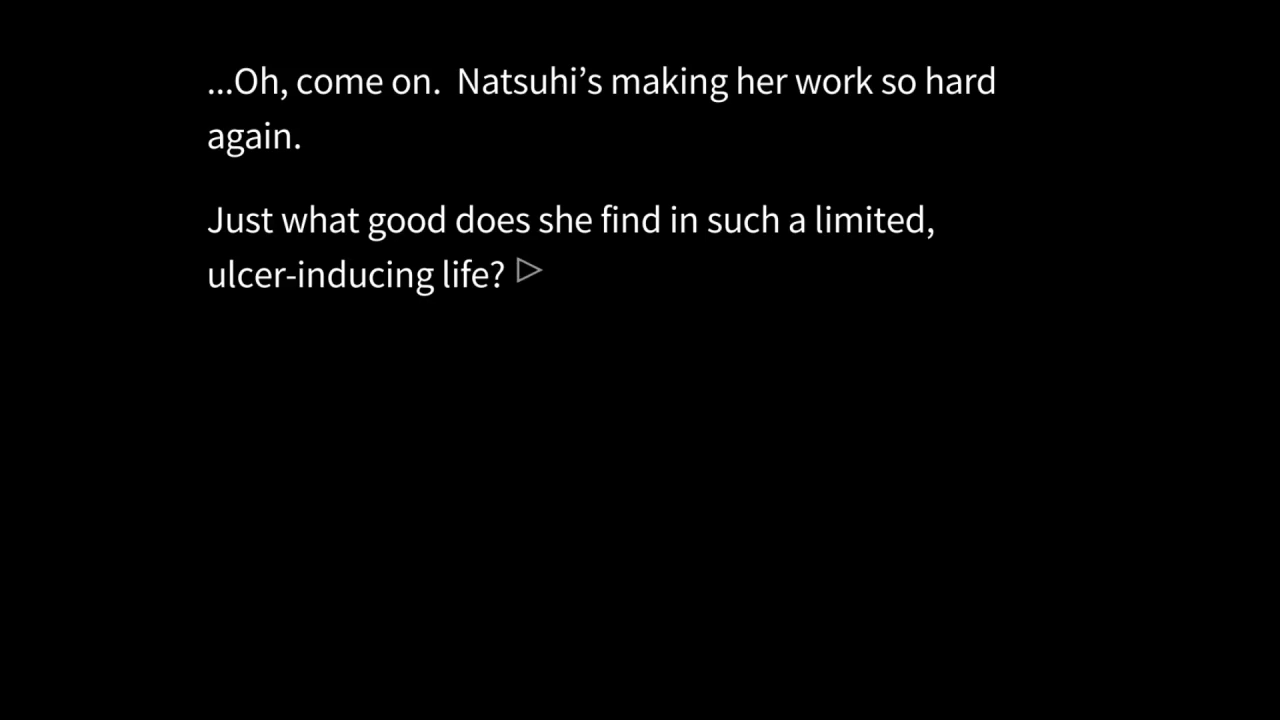 ...Oh, come on.  Natsuhi’s making her work so hard
again.
Just what good does she find in such a limited,
ulcer-inducing life?